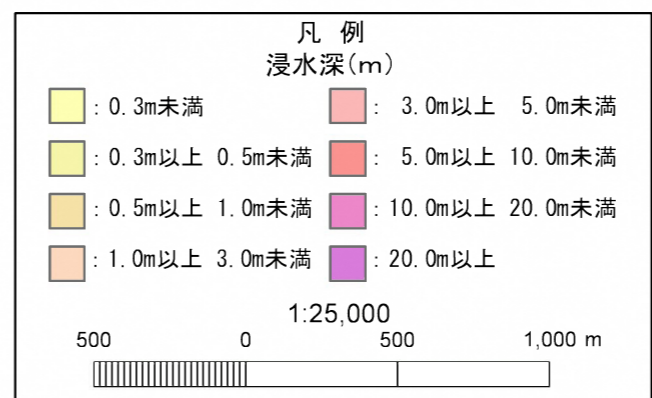 凡 例
浸水深(m)
: 0.3m未満
: 0.3m以上 0.5m未満
: 0.5m以上 1.0m未満
: 1.0m以上 3.0m未満
: 3.0m以上 5.0m未満
: 5.0m以上 10.0m未満
: 10.0m以上 20.0m未満
: 20.0m以上
1:25,000
500 0 500 1,000 m